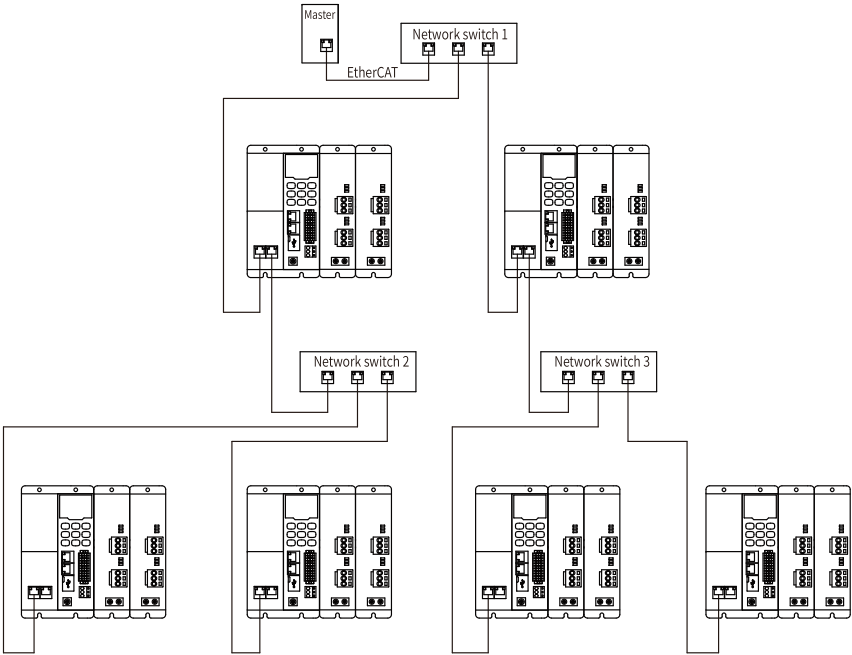 Master
Network switch 1
EtherCAT
Network switch 2
Network switch 3